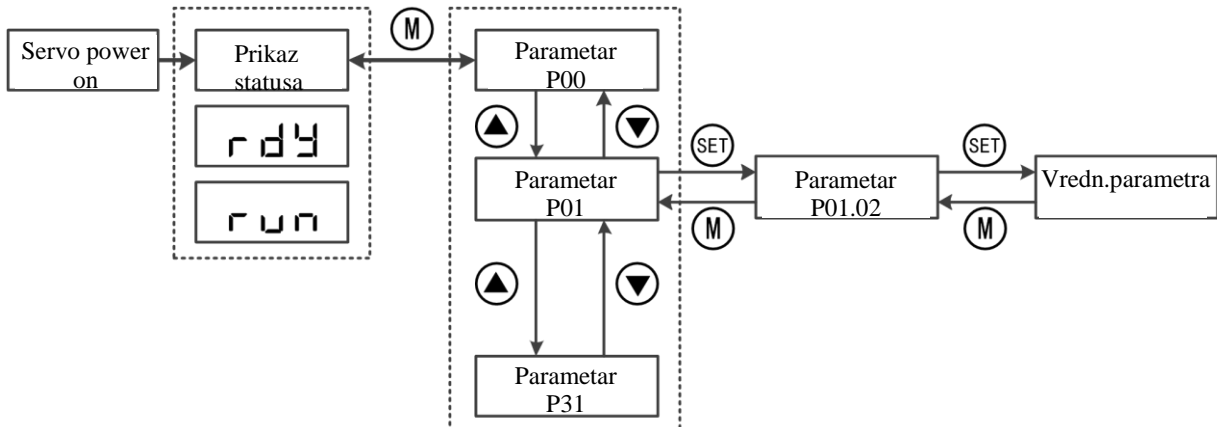 Servo power
on
Prikaz
statusa
rdy
run
M
Parametar
P00
Parametar
P01
SET
M
Parametar
P01.02
SET
M
Vredn.parametra
Parametar
P31